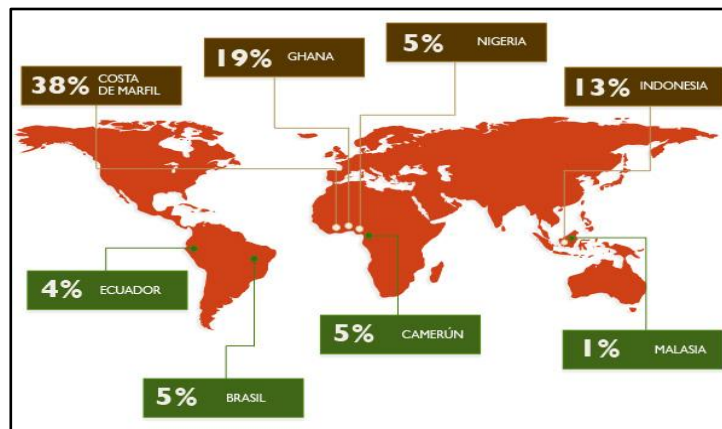 5% NIGERIA
19% GHANA
38% COSTA
DE MARFIL
13% INDONESIA
4% ECUADOR
5% CAMERÚN
1% MALASIA
5% BRASIL